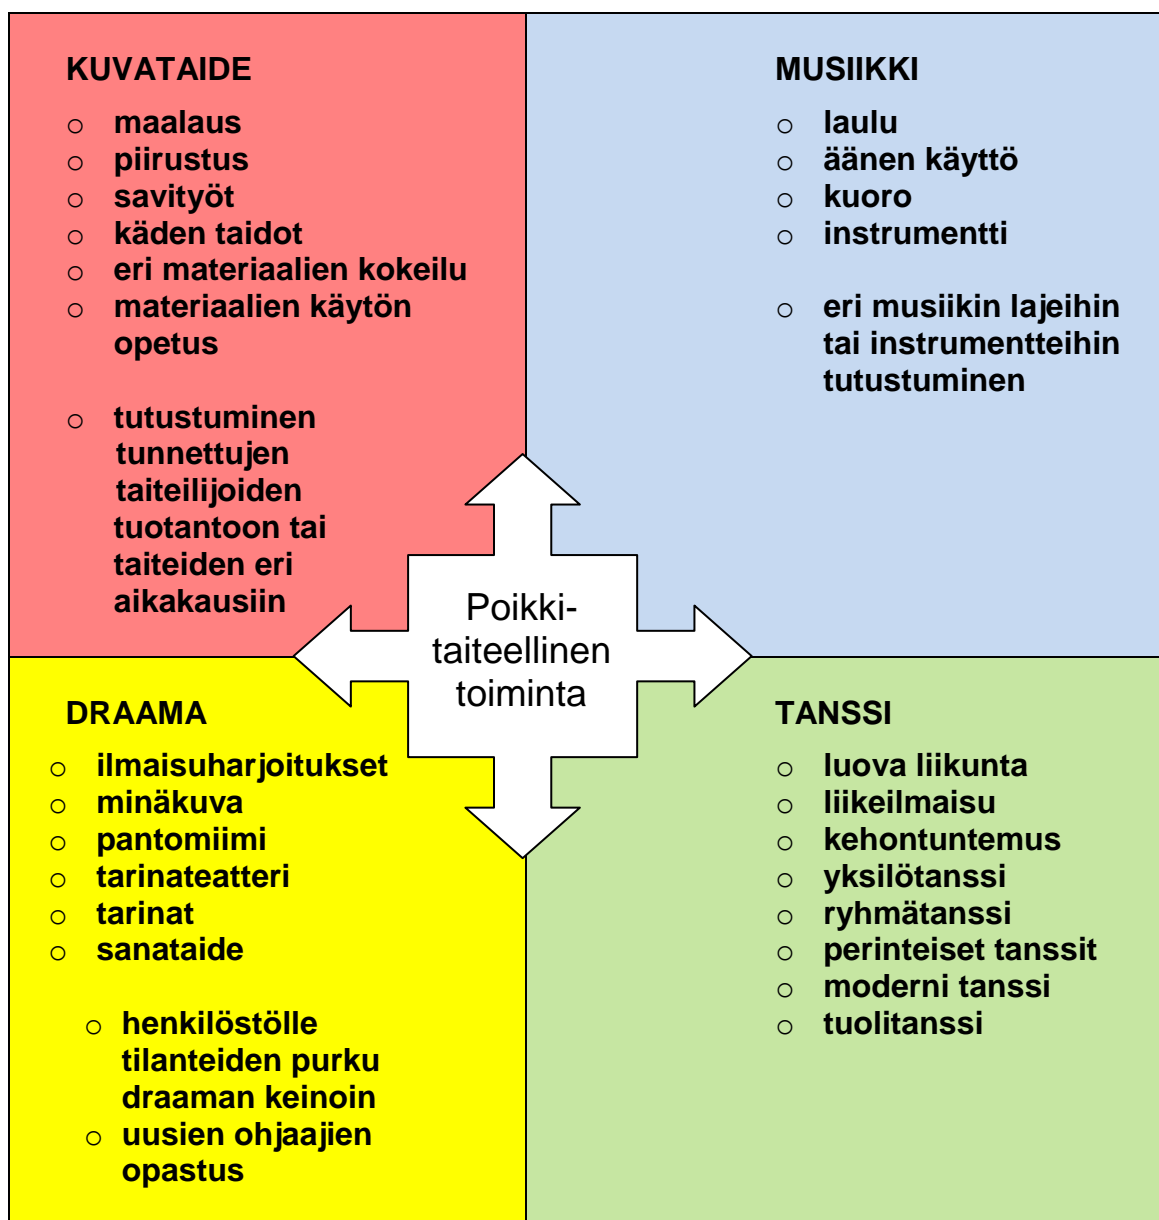 KUVATAIDE
o maalaus
o piirustus
o savityöt
o käden taidot
o eri materiaalien kokeilu
o materiaalien käytön
opetus
o tutustuminen
tunnettujen
taiteilijoiden
tuotantoon tai
taiteiden eri
aikakausiin
MUSIIKKI
o laulu
o äänen käyttö
o kuoro
o instrumentti
o eri musiikin lajeihin
tai instrumentteihin
tutustuminen
Poikki-
taiteellinen
toiminta
DRAAMA
o ilmaisuharjoitukset
o minäkuva
o pantomiimi
o tarinateatteri
o tarinat
o sanataide
o henkilöstölle
tilanteiden purku
draaman keinoin
o uusien ohjaajien
opastus
TANSSI
o luova liikunta
o liikeilmaisu
o kehontuntemus
o yksilötanssi
o ryhmätanssi
o perinteiset tanssit
o moderni tanssi
o tuolitanssi